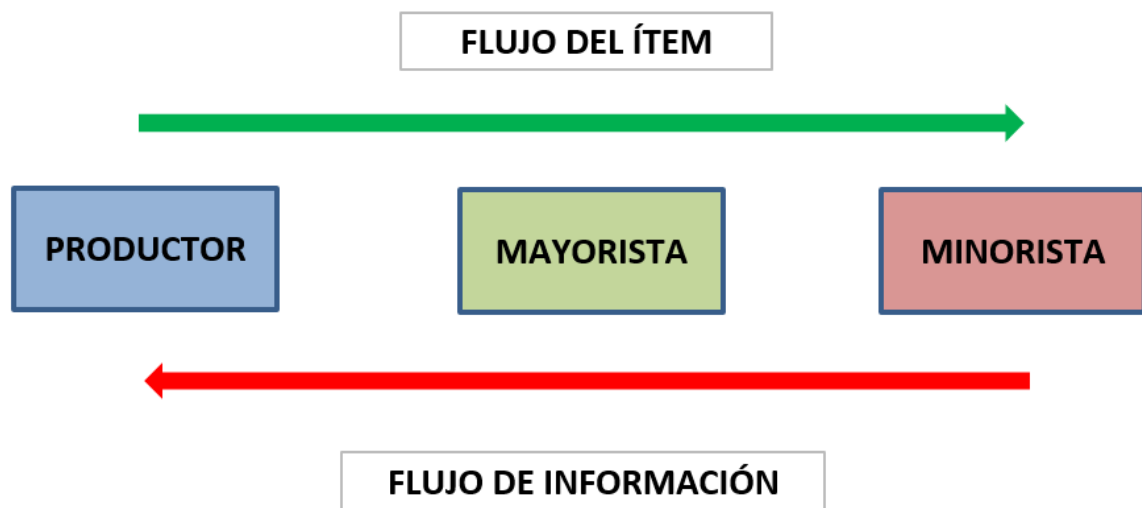 FLUJO DEL ÍTEM
PRODUCTOR
MAYORISTA
MINORISTA
FLUJO DE INFORMACIÓN